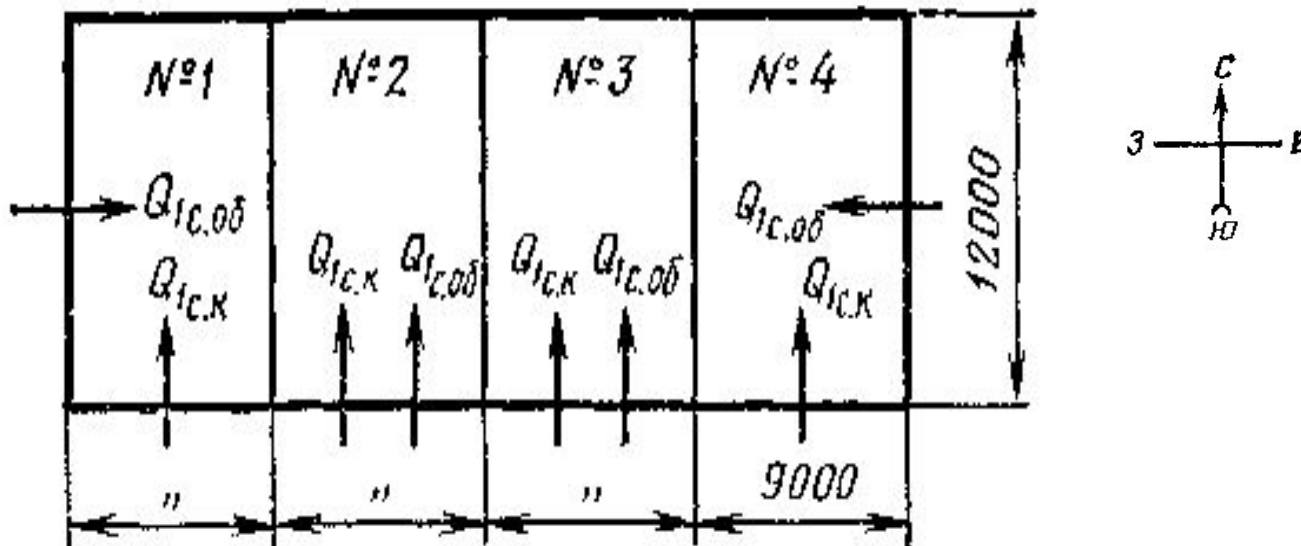 №1 №2 №3 №4
Q1с.об
Q1с.к
Q1с.к Q1с.об
Q1с.к Q1с.об
Q1с.об
Q1с.к
12000
" " " 9000
С
З В
Ю